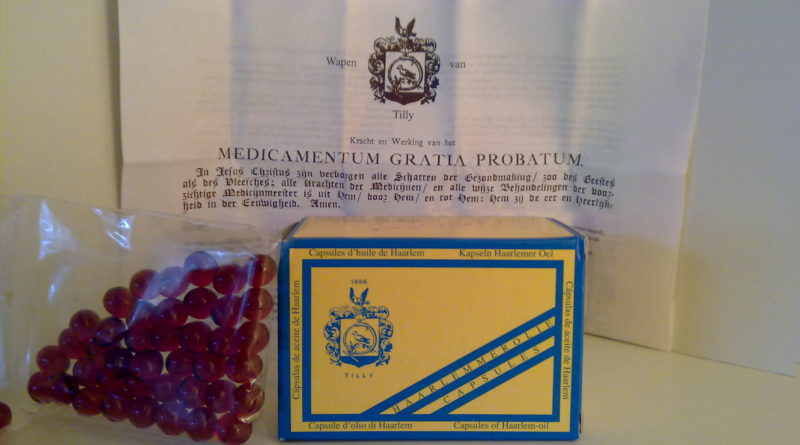 Wapen van
Tilly
Kracht en Werking van het
MEDICAMENTUM GRATIA PROBATUM.
In Jesus Christus zijn verborgen alle Schatten der Gezondmaking/ zoo des Geestes
als des Vleesches; alle Krachten der Medicijnen/ en alle wijze Behandelingen der voor-
zichtige Medicijnmeester is uit Hem/ door Hem/ en tot Hem: Hem zij de eer en Heerlijk-
heid in der Eeuwigheid. Amen.
Capsules d'huile de Haarlem
Kapseln Haarlemer Oel
Cápsulas de aceite de Haarlem
1696
TILLY
HAARLEMMEROLIE
CAPSULES
Cápsulas de aceite de Haarlem
Capsule d'olio di Haarlem
Capsules of Haarlem-oil